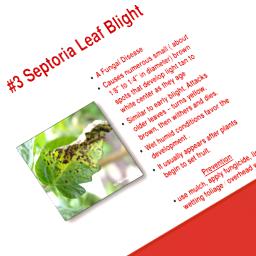 #3 Septoria Leaf Blight
• A Fungal Disease
• Causes numerous small ( about
1/8" to 1-4" in diameter) brown
spots that develop light tan to
white center as they age
• Similar to early blight. Attacks
older leaves – turns yellow,
brown, then withers and dies.
• Wet humid conditions favor the
development
• It usually appears after plants
begin to set fruit.
Prevention
• use mulch, apply fungicide,
wetting foliage - overhead